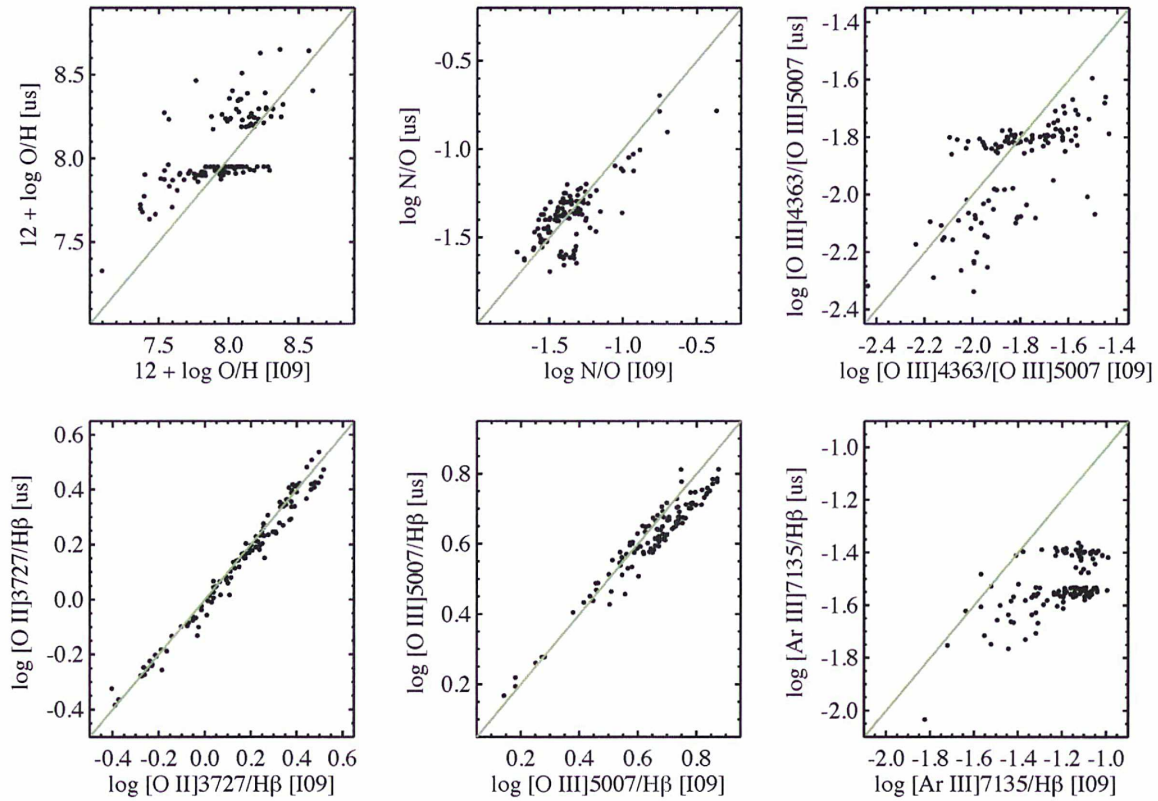 12 + log O/H [us]
8.5
8.0
7.5
7.5 8.0 8.5
12 + log O/H [I09]
log N/O [us]
-0.5
-1.0
-1.5
-1.5 -1.0 -0.5
log N/O [I09]
log [O III]4363/[O III]5007 [us]
-1.4
-1.6
-1.8
-2.0
-2.2
-2.4
-2.4 -2.2 -2.0 -1.8 -1.6 -1.4
log [O III]4363/[O III]5007 [I09]
log [O II]3727/Hβ [us]
0.6
0.4
0.2
0.0
-0.2
-0.4
-0.4 -0.2 0.0 0.2 0.4 0.6
log [O II]3727/Hβ [I09]
log [O III]5007/Hβ [us]
0.8
0.6
0.4
0.2
0.2 0.4 0.6 0.8
log [O III]5007/Hβ [I09]
log [Ar III]7135/Hβ [us]
-1.0
-1.2
-1.4
-1.6
-1.8
-2.0
-2.0 -1.8 -1.6 -1.4 -1.2 -1.0
log [Ar III]7135/Hβ [I09]